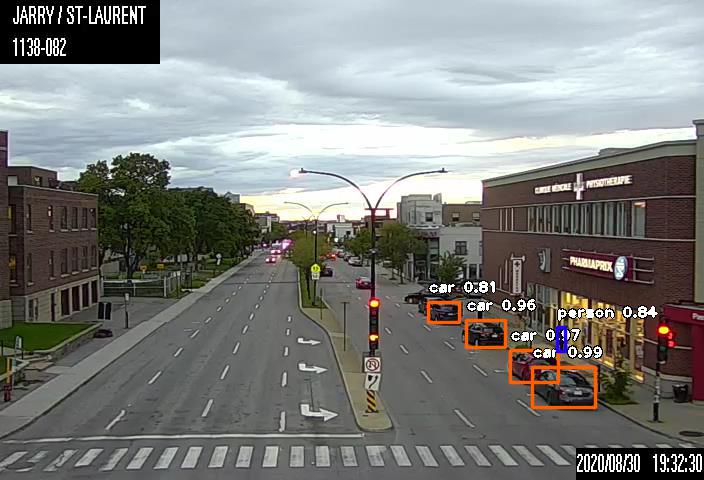 JARRY / ST-LAURENT
1138-082
CLINIQUE MÉDICALE PHYSIOTHÉRAPIE
PHARMAPRIX
car 0.81
car 0.96
person 0.84
car 0.97
car 0.99
2020/08/30 19:32:30